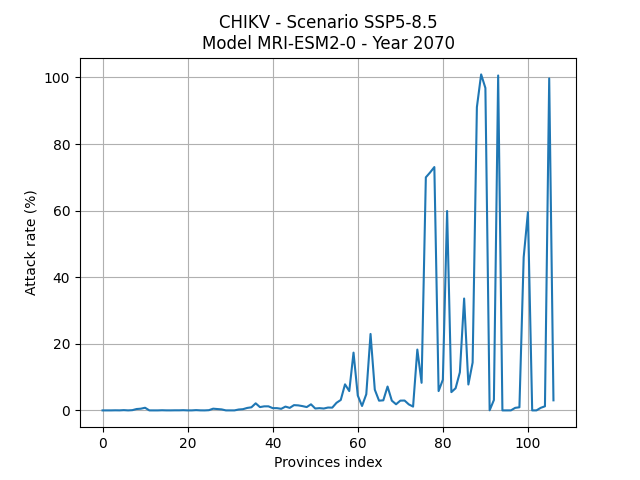 CHIKV - Scenario SSP5-8.5
Model MRI-ESM2-0 - Year 2070
100
80
60
40
20
0
Attack rate (%)
0 20 40 60 80 100
Provinces index